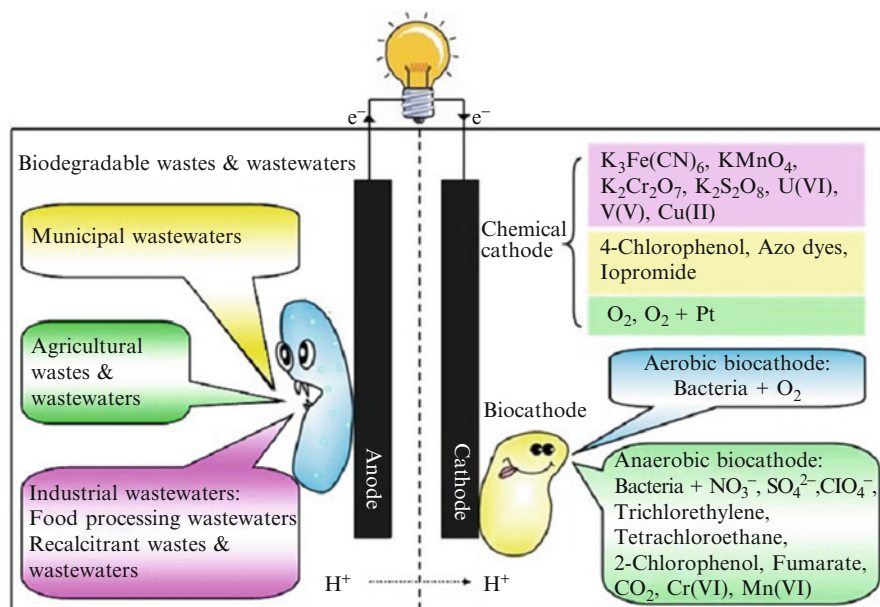 e⁻
e⁻
Biodegradable wastes & wastewaters
Municipal wastewaters
Agricultural
wastes &
wastewaters
Industrial wastewaters:
Food processing wastewaters
Recalcitrant wastes &
wastewaters
Anode
Cathode
H⁺
H⁺
Chemical
cathode
K₃Fe(CN)₆, KMnO₄,
K₂Cr₂O₇, K₂S₂O₈, U(VI),
V(V), Cu(II)
4-Chlorophenol, Azo dyes,
Iopromide
O₂, O₂ + Pt
Biocathode
Aerobic biocathode:
Bacteria + O₂
Anaerobic biocathode:
Bacteria + NO₃⁻, SO₄²⁻,ClO₄⁻,
Trichlorethylene,
Tetrachloroethane,
2-Chlorophenol, Fumarate,
CO₂, Cr(VI), Mn(VI)